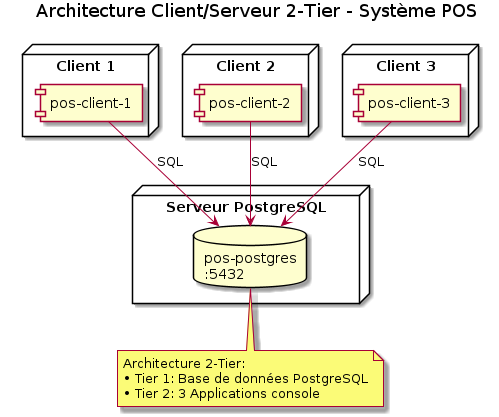 Architecture Client/Serveur 2-Tier - Système POS
Client 1
Client 2
Client 3
pos-client-1
pos-client-2
pos-client-3
SQL
SQL
SQL
Serveur PostgreSQL
pos-postgres
:5432
Architecture 2-Tier:
• Tier 1: Base de données PostgreSQL
• Tier 2: 3 Applications console